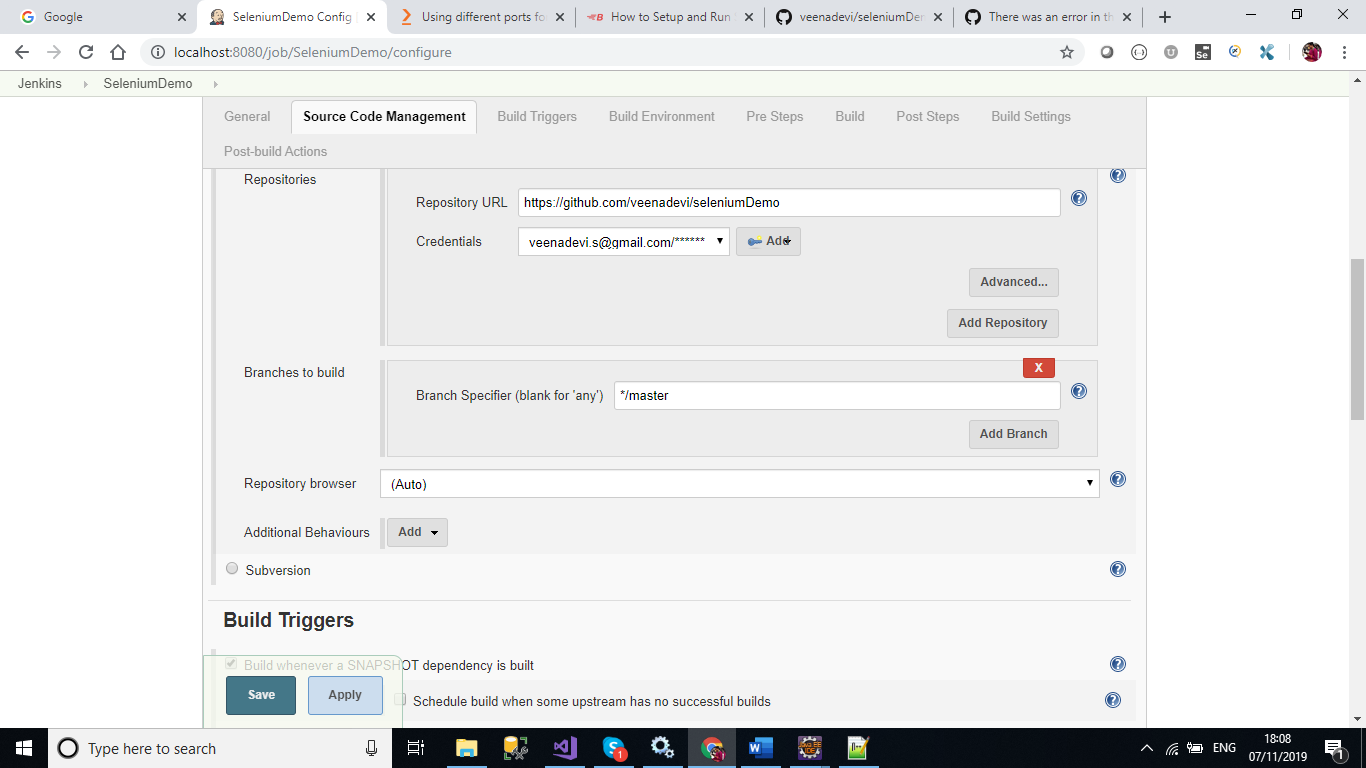 Google
SeleniumDemo Config
Using different ports fo
How to Setup and Run
veenadevi/seleniumDem
There was an error in th
localhost:8080/job/SeleniumDemo/configure
Jenkins
SeleniumDemo
General
Source Code Management
Build Triggers
Build Environment
Pre Steps
Build
Post Steps
Build Settings
Post-build Actions
Repositories
Repository URL
https://github.com/veenadevi/seleniumDemo
Credentials
veenadevi.s@gmail.com/******
Add
Advanced...
Add Repository
Branches to build
X
Branch Specifier (blank for 'any')
*/master
Add Branch
Repository browser
(Auto)
Additional Behaviours
Add
Subversion
Build Triggers
Build whenever a SNAPSHOT dependency is built
Schedule build when some upstream has no successful builds
Save
Apply
Type here to search
ENG
18:08
07/11/2019